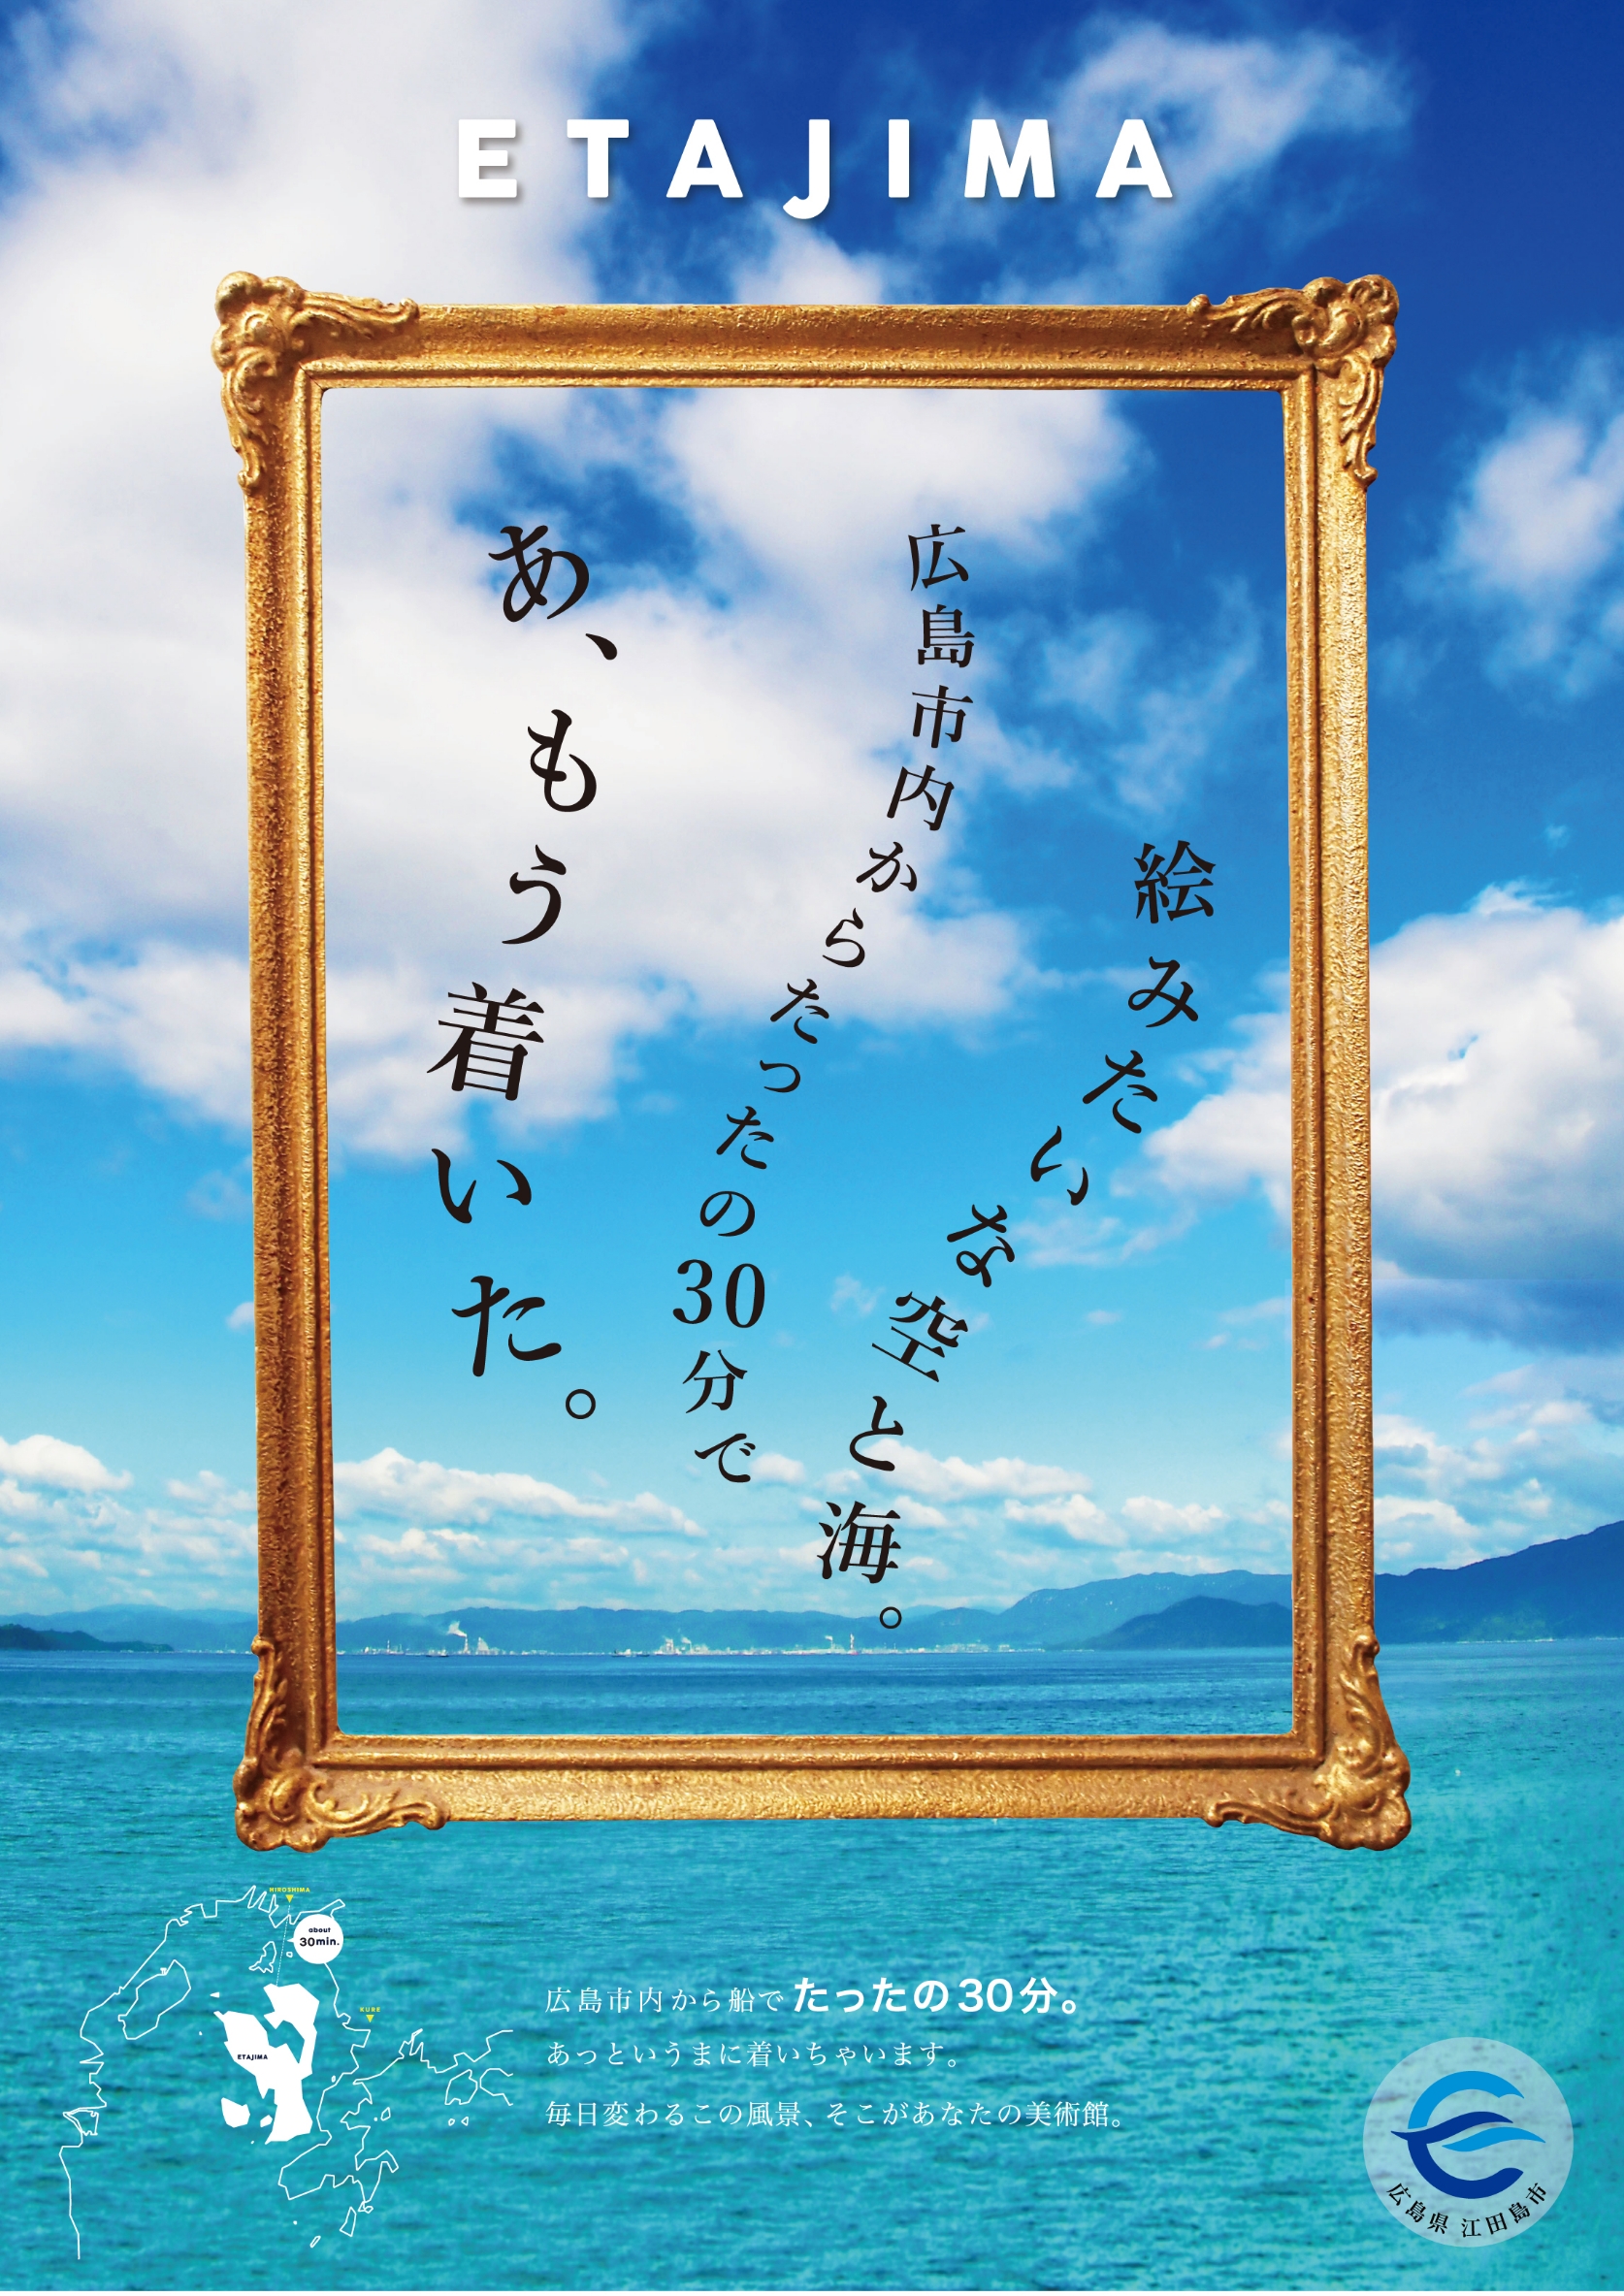 ETAJIMA
絵みたいな空と海。
広島市内からたったの30分で
あ、もう着いた。
HIROSHIMA
about
30min.
KURE
ETAJIMA
広島市内から船でたったの30分。
あっというまに着いちゃいます。
毎日変わるこの風景、そこがあなたの美術館。
広島県 江田島市